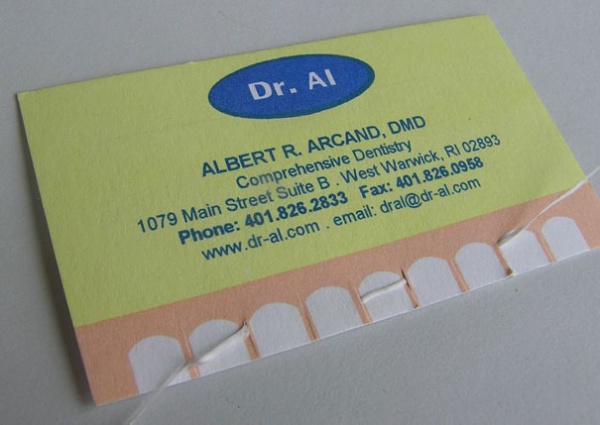 Dr. Al
ALBERT R. ARCAND, DMD
Comprehensive Dentistry
1079 Main Street Suite B . West Warwick, RI 02893
Phone: 401.826.2833 Fax: 401.826.0958
www.dr-al.com . email: dral@dr-al.com